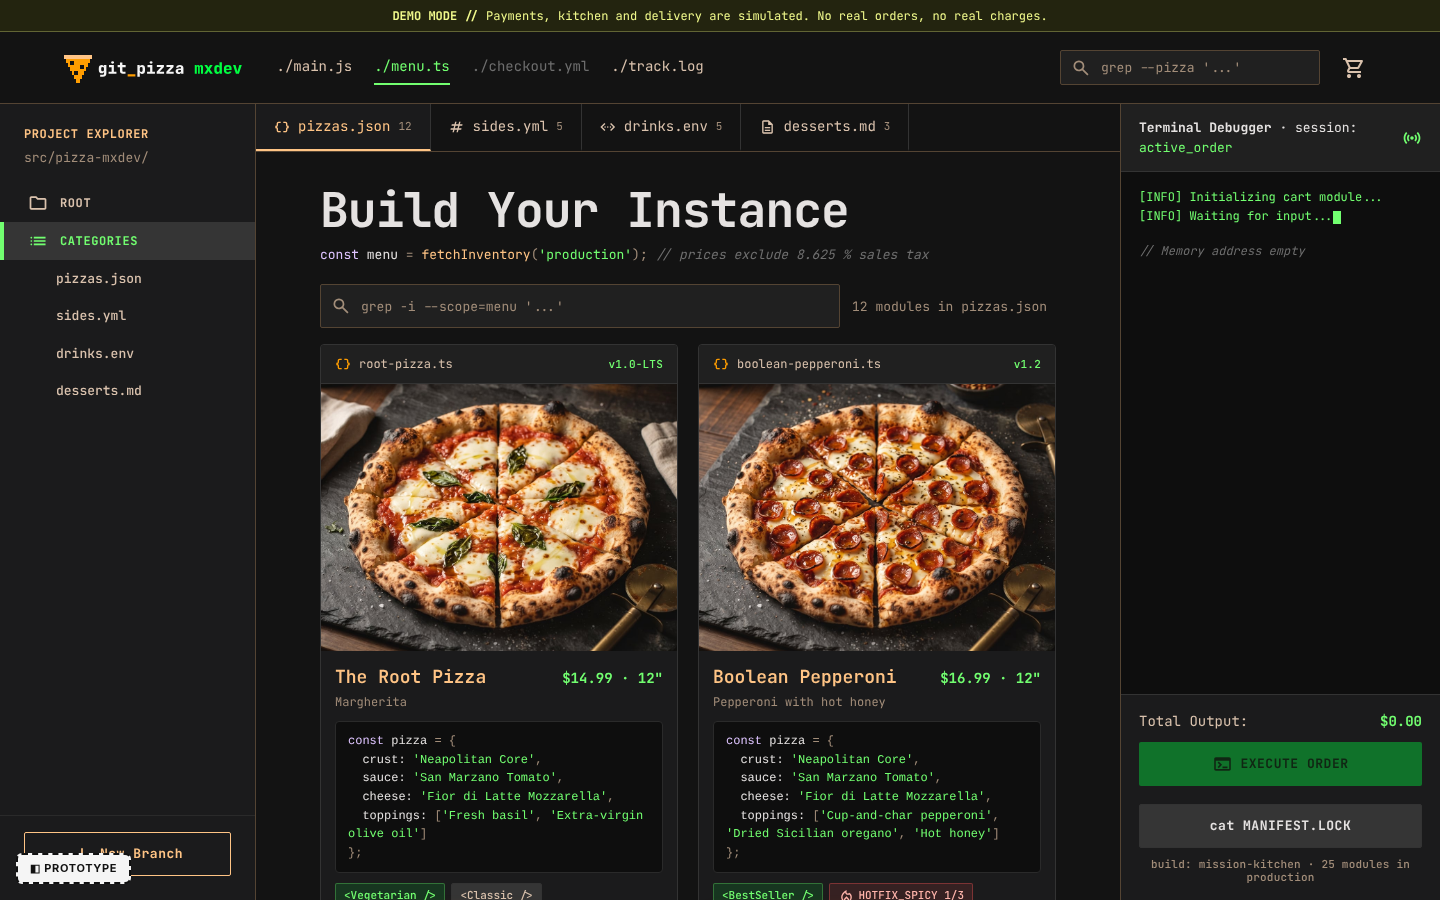 DEMO MODE // Payments, kitchen and delivery are simulated. No real orders, no real charges.
git_pizza mxdev
./main.js
./menu.ts
./checkout.yml
./track.log
grep --pizza '...'
PROJECT EXPLORER
src/pizza-mxdev/
ROOT
CATEGORIES
pizzas.json
sides.yml
drinks.env
desserts.md
Branch
PROTOTYPE
{} pizzas.json 12
# sides.yml 5
drinks.env 5
desserts.md 3
Build Your Instance
const menu = fetchInventory('production'); // prices exclude 8.625 % sales tax
grep -i --scope=menu '...'
12 modules in pizzas.json
{} root-pizza.ts v1.0-LTS
The Root Pizza $14.99 · 12"
Margherita
const pizza = {
crust: 'Neapolitan Core',
sauce: 'San Marzano Tomato',
cheese: 'Fior di Latte Mozzarella',
toppings: ['Fresh basil', 'Extra-virgin
olive oil']
};
<Vegetarian /> <Classic />
{} boolean-pepperoni.ts v1.2
Boolean Pepperoni $16.99 · 12"
Pepperoni with hot honey
const pizza = {
crust: 'Neapolitan Core',
sauce: 'San Marzano Tomato',
cheese: 'Fior di Latte Mozzarella',
toppings: ['Cup-and-char pepperoni',
'Dried Sicilian oregano', 'Hot honey']
};
<BestSeller /> HOTFIX_SPICY 1/3
Terminal Debugger · session:
active_order
[INFO] Initializing cart module...
[INFO] Waiting for input...
// Memory address empty
Total Output: $0.00
EXECUTE ORDER
cat MANIFEST.LOCK
build: mission-kitchen · 25 modules in
production